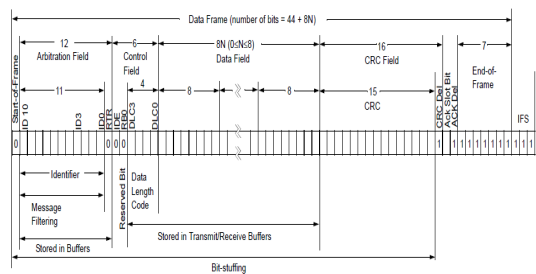 Data Frame (number of bits = 44 + 8N)
12
Arbitration Field
6
Control
Field
8N (0≤N≤8)
Data Field
16
CRC Field
7
End-of-
Frame
11
4
8
8
15
CRC
Start-of-Frame
ID 10
ID3
ID0
RTR
IDE
RB0
DLC3
DLC0
CRC Del
Ack Slot Bit
ACK Del
IFS
0
0 0 0
1
1 1 1 1 1 1 1 1 1 1 1
Identifier
Message
Filtering
Stored in Buffers
Reserved Bit
Data
Length
Code
Stored in Transmit/Receive Buffers
Bit-stuffing